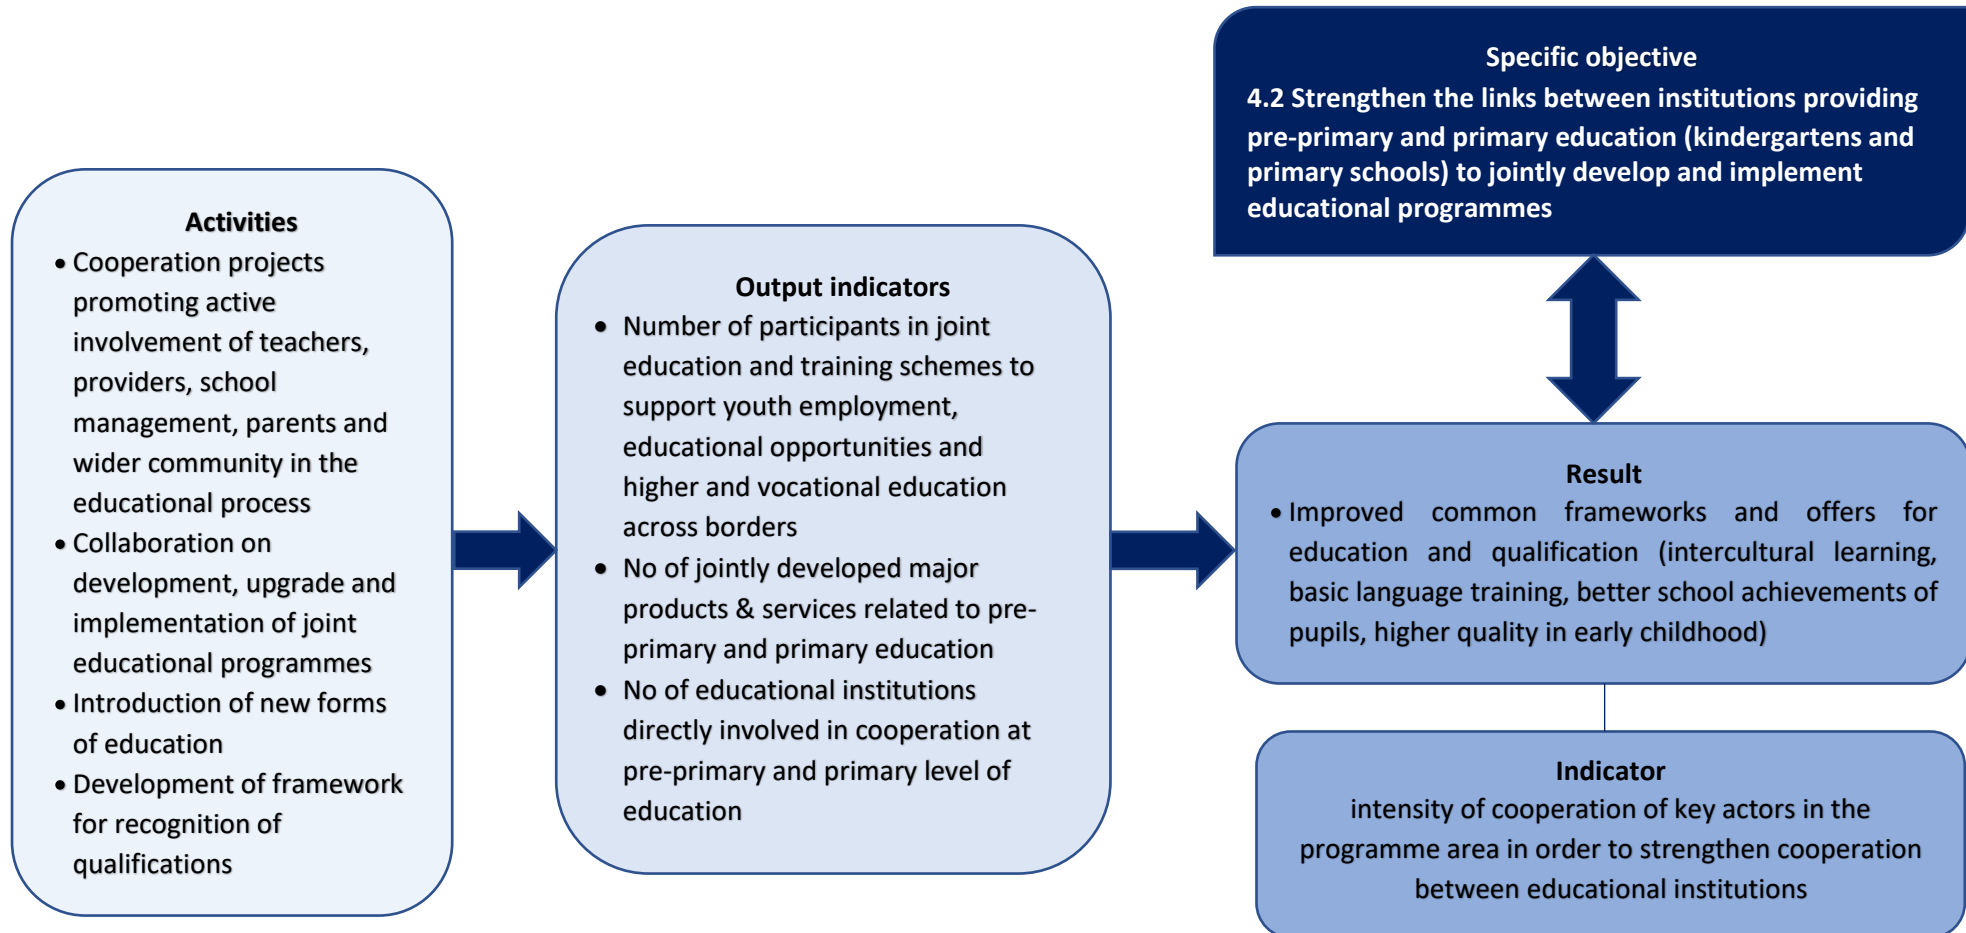 Activities
• Cooperation projects
promoting active
involvement of teachers,
providers, school
management, parents and
wider community in the
educational process
• Collaboration on
development, upgrade and
implementation of joint
educational programmes
• Introduction of new forms
of education
• Development of framework
for recognition of
qualifications
Output indicators
• Number of participants in joint
education and training schemes to
support youth employment,
educational opportunities and
higher and vocational education
across borders
• No of jointly developed major
products & services related to pre-
primary and primary education
• No of educational institutions
directly involved in cooperation at
pre-primary and primary level of
education
Specific objective
4.2 Strengthen the links between institutions providing
pre-primary and primary education (kindergartens and
primary schools) to jointly develop and implement
educational programmes
Result
• Improved common frameworks and offers for
education and qualification (intercultural learning,
basic language training, better school achievements of
pupils, higher quality in early childhood)
Indicator
intensity of cooperation of key actors in the
programme area in order to strengthen cooperation
between educational institutions